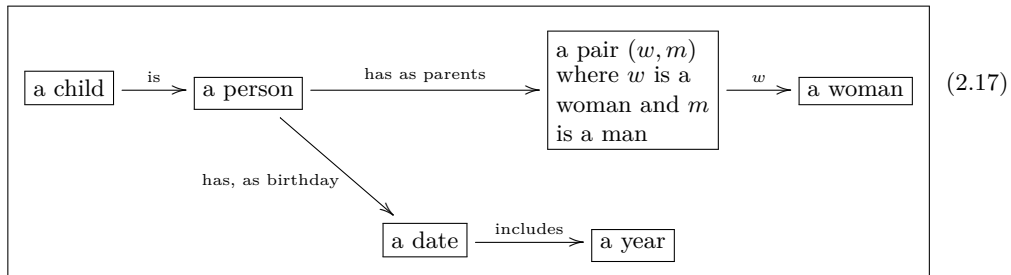 a child
is
a person
has as parents
a pair (w, m)
where w is a
woman and m
is a man
w
a woman
(2.17)
has, as birthday
a date
includes
a year